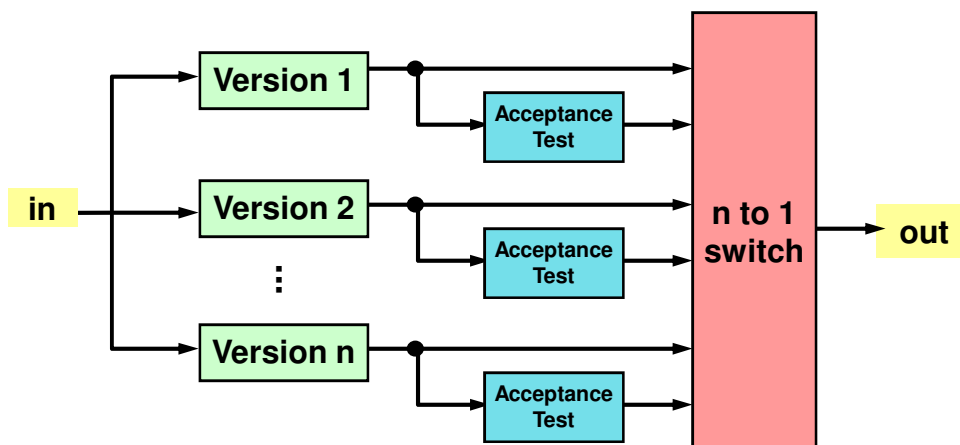 Version 1
Acceptance
Test
in
Version 2
Acceptance
Test
n to 1
switch
out
⋮
Version n
Acceptance
Test